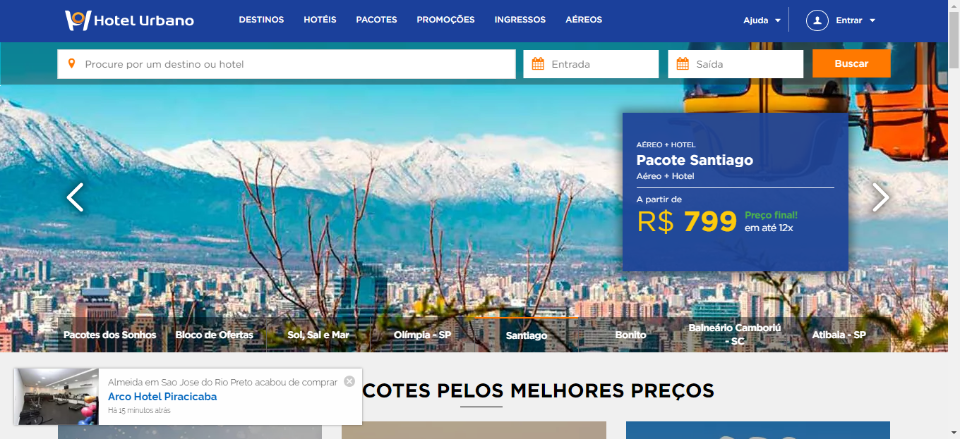 Hotel Urbano
DESTINOS HOTÉIS PACOTES PROMOÇÕES INGRESSOS AÉREOS
Ajuda Entrar
Procure por um destino ou hotel
Entrada
Saída
Buscar
AÉREO + HOTEL
Pacote Santiago
Aéreo + Hotel
A partir de
R$ 799 Preço final!
em até 12x
Pacotes dos Sonhos Bloco de Ofertas Sol, Sal e Mar Olímpia - SP Santiago Bonito Balneário Camboriú - SC Atibaia - SP
COTES PELOS MELHORES PREÇOS
Almeida em Sao Jose do Rio Preto acabou de comprar
Arco Hotel Piracicaba
Há 15 minutos atrás